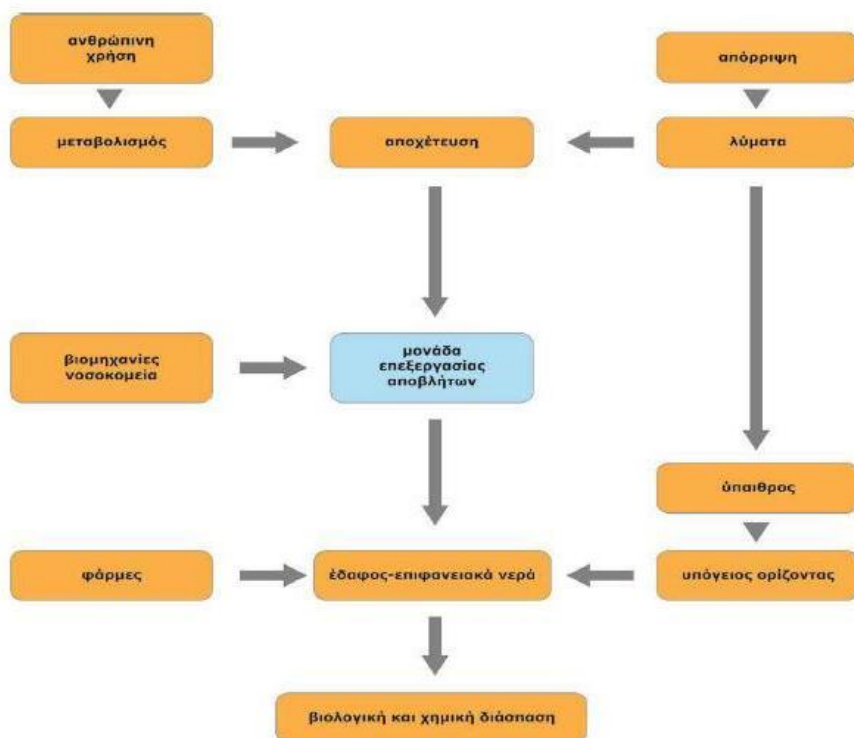 ανθρώπινη
χρήση
απόρριψη
μεταβολισμός
αποχέτευση
λύματα
βιομηχανίες
νοσοκομεία
μονάδα
επεξεργασίας
αποβλήτων
ύπαιθρος
φάρμες
έδαφος-επιφανειακά νερά
υπόγειος ορίζοντας
βιολογική και χημική διάσπαση